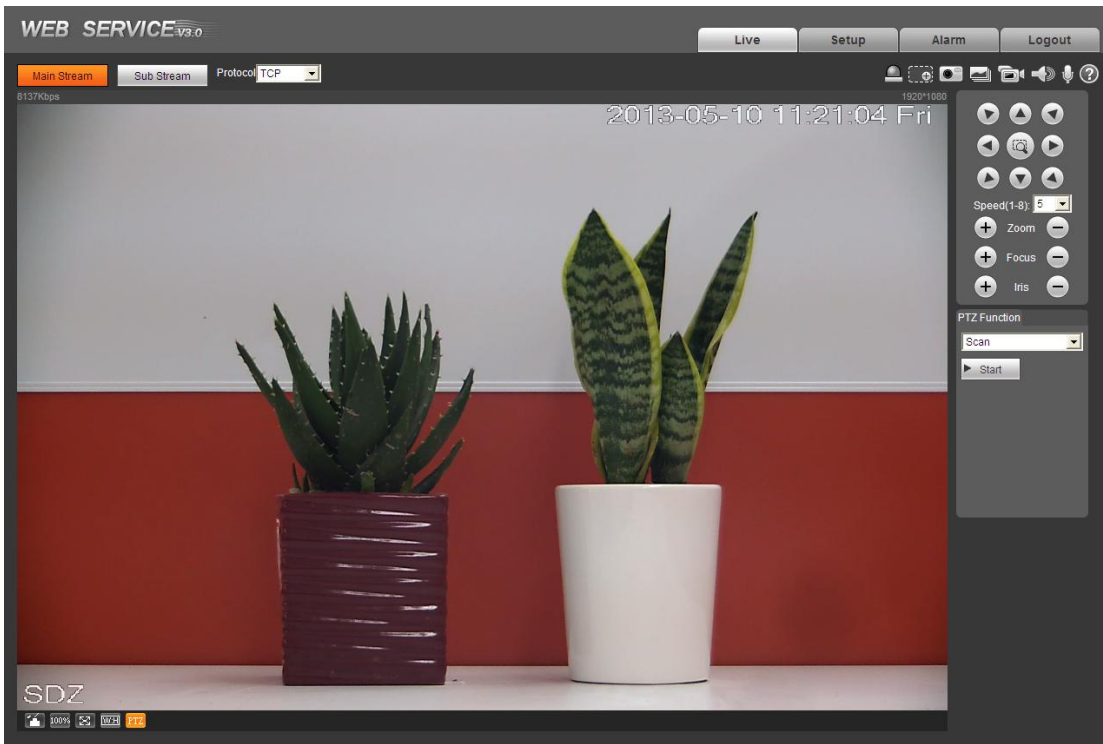 WEB SERVICE V3.0
Live Setup Alarm Logout
Main Stream Sub Stream Protocol TCP
8137Kbps 1920*1080
2013-05-10 11:21:04 Fri
Speed(1-8): 5
Zoom
Focus
Iris
PTZ Function
Scan
Start
SDZ
100% W:H PTZ